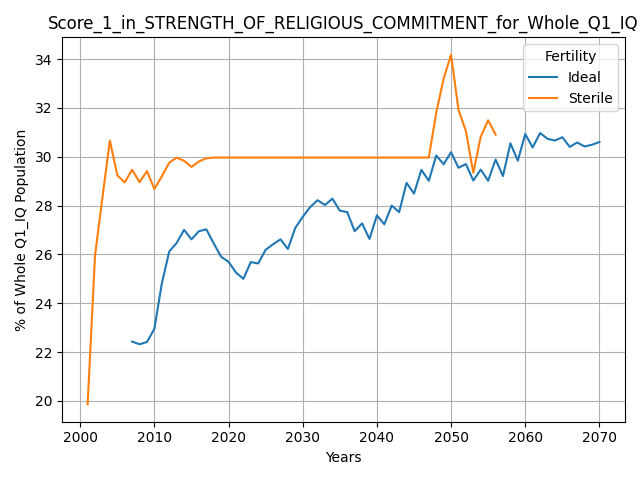 Score_1_in_STRENGTH_OF_RELIGIOUS_COMMITMENT_for_Whole_Q1_IQ
Fertility
Ideal
Sterile
% of Whole Q1_IQ Population
34
32
30
28
26
24
22
20
2000 2010 2020 2030 2040 2050 2060 2070
Years